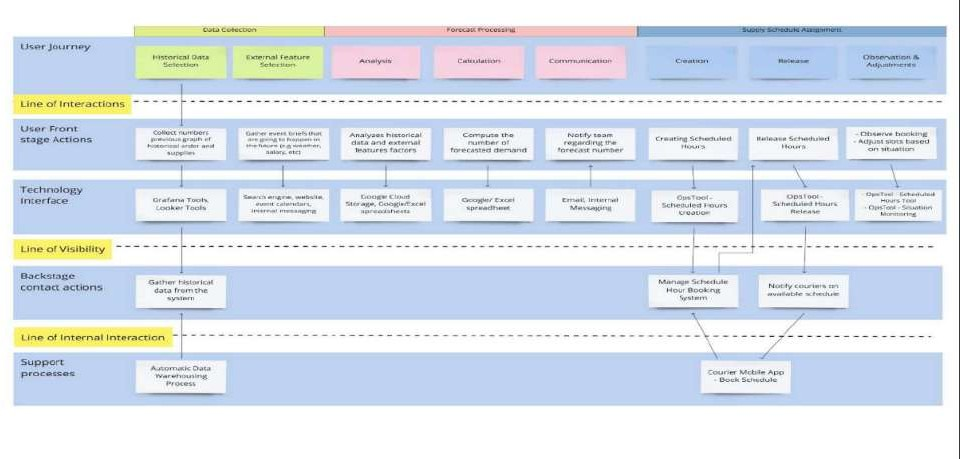 Data Collection
Forecast Processing
Supply Schedule Assignment
User Journey
Historical Data
Selection
External Feature
Selection
Analysis
Calculation
Communication
Creation
Release
Observation &
Adjustments
Line of Interactions
User Front
stage Actions
Collect numbers
previous graph of
historical order and
supplies
Gather event briefs that
are going to happen in
the future (e.g weather,
salary, etc)
Analyzes historical
data and external
features factors
Compute the
number of
forecasted demand
Notify team
regarding the
forecast number
Creating Scheduled
Hours
Release Scheduled
Hours
- Observe booking
- Adjust slots based
on situation
Technology
Interface
Grafana Tools,
Looker Tools
Search engine, website,
event calendars,
internal messaging
Google Cloud
Storage, Google/Excel
spreadsheets
Google/ Excel
spreadheet
Email, Internal
Messaging
OpsTool -
Scheduled Hours
Creation
OpsTool -
Scheduled Hours
Release
- OpsTool - Scheduled
Hours Tool
- OpsTool - Situation
Monitoring
Line of Visibility
Backstage
contact actions
Gather historical
data from the
system
Manage Schedule
Hour Booking
System
Notify couriers on
available schedule
Line of Internal Interaction
Support
processes
Automatic Data
Warehousing
Process
Courier Mobile App
- Book Schedule